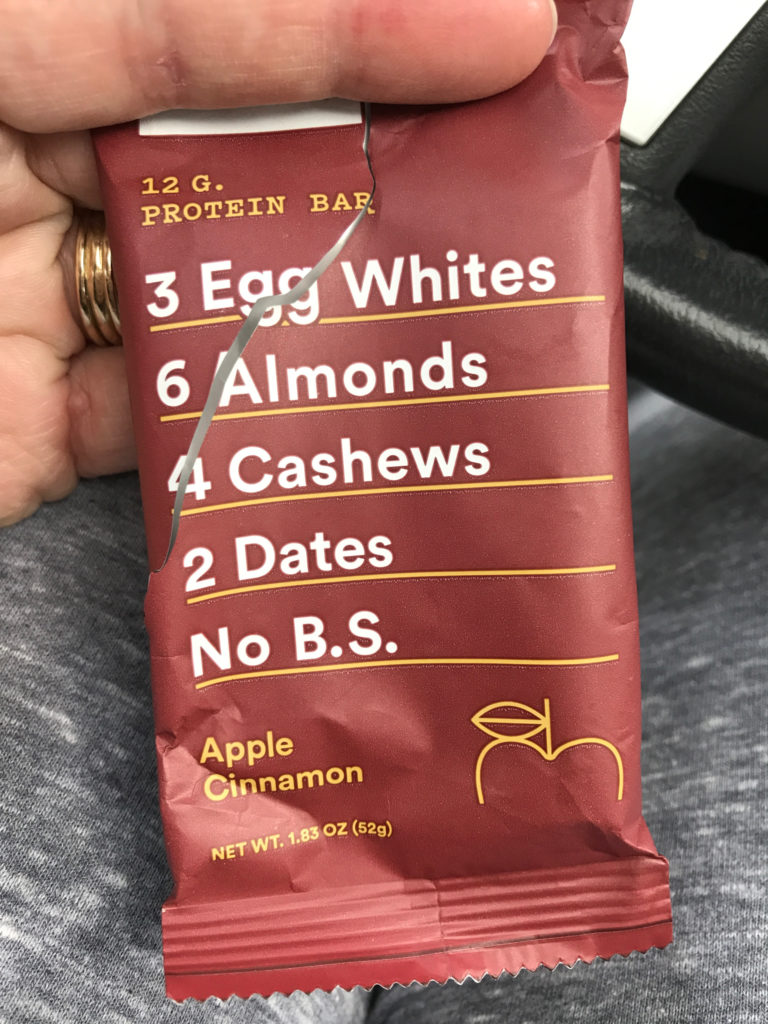 12 G.
PROTEIN BAR
3 Egg Whites
6 Almonds
4 Cashews
2 Dates
No B.S.
Apple
Cinnamon
NET WT. 1.83 OZ (52g)